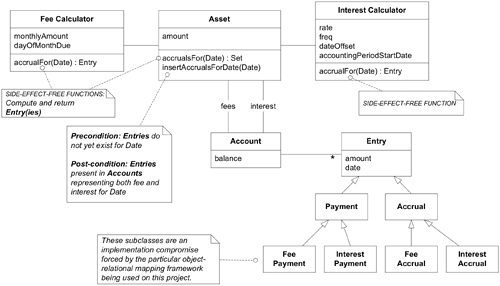 Fee Calculator
monthlyAmount
dayOfMonthDue
accrualFor(Date) : Entry
Asset
amount
accrualsFor(Date) : Set
insertAccrualsForDate(Date)
Interest Calculator
rate
freq
dateOffset
accountingPeriodStartDate
accrualFor(Date) : Entry
SIDE-EFFECT-FREE FUNCTIONS:
Compute and return
Entry(ies)
SIDE-EFFECT-FREE FUNCTION
fees
interest
Precondition: Entries do
not yet exist for Date
Post-condition: Entries
present in Accounts
representing both fee and
interest for Date
Account
balance
*
Entry
amount
date
Payment
Accrual
Fee
Payment
Interest
Payment
Fee
Accrual
Interest
Accrual
These subclasses are an
implementation compromise
forced by the particular object-
relational mapping framework
being used on this project.